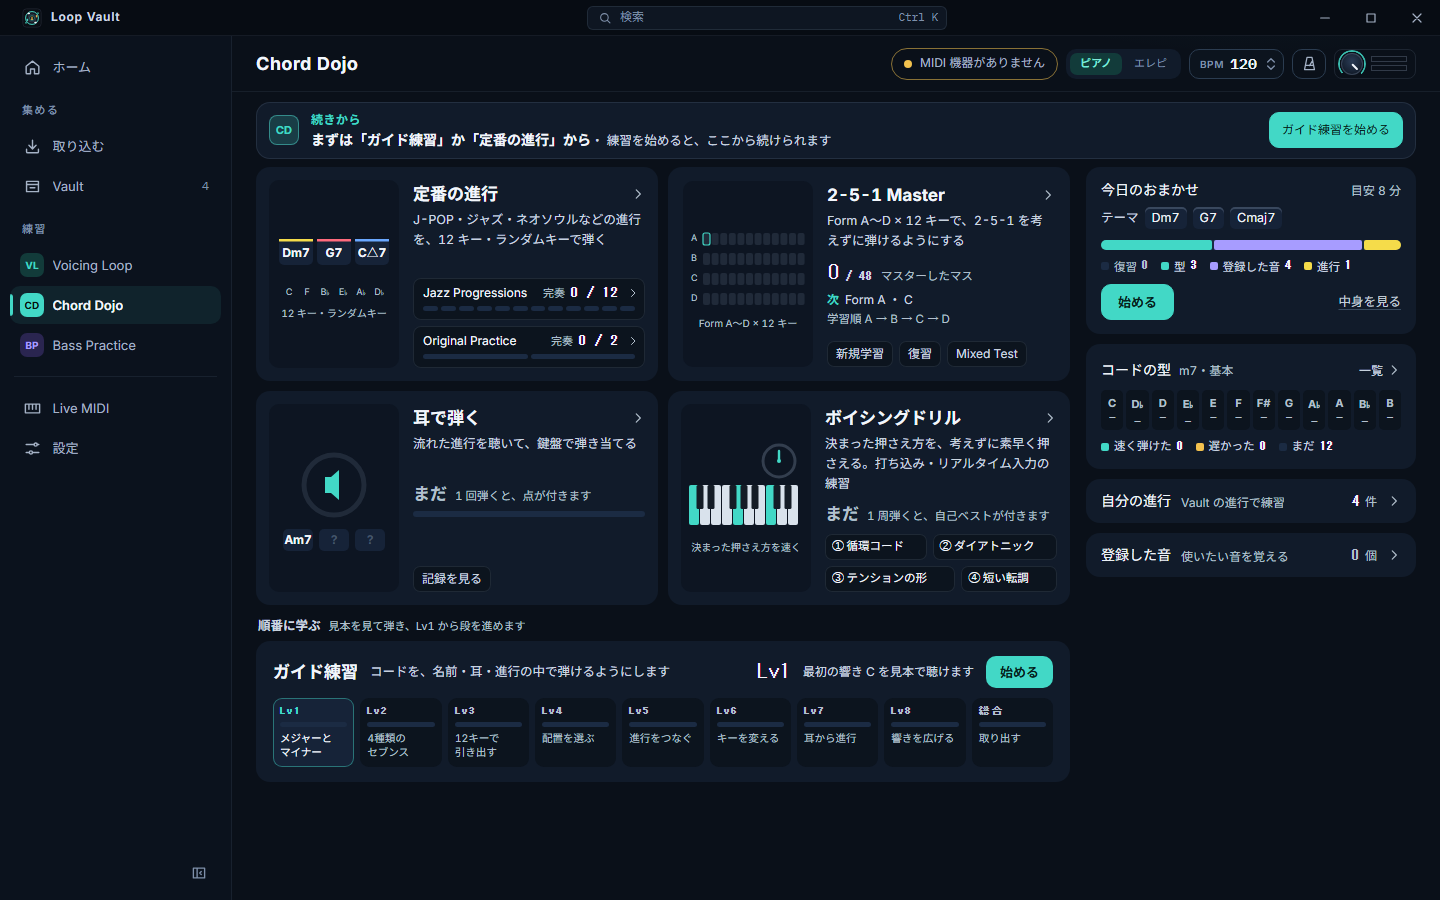 Loop Vault
検索
Ctrl K
ホーム
集める
取り込む
Vault 4
練習
VL Voicing Loop
CD Chord Dojo
BP Bass Practice
Live MIDI
設定
Chord Dojo
MIDI 機器がありません
ピアノ エレピ
BPM 120
CD
続きから
まずは「ガイド練習」か「定番の進行」から・ 練習を始めると、ここから続けられます
ガイド練習を始める
Dm7 G7 C△7
C F B♭ E♭ A♭ D♭
12 キー・ランダムキー
定番の進行
J-POP・ジャズ・ネオソウルなどの進行
を、12 キー・ランダムキーで弾く
Jazz Progressions 完奏 0 / 12
Original Practice 完奏 0 / 2
A
B
C
D
Form A〜D × 12 キー
2-5-1 Master
Form A〜D × 12 キーで、2-5-1 を考
えずに弾けるようにする
0 / 48 マスターしたマス
次 Form A ・ C
学習順 A → B → C → D
新規学習 復習 Mixed Test
Am7 ? ?
耳で弾く
流れた進行を聴いて、鍵盤で弾き当てる
まだ 1 回弾くと、点が付きます
記録を見る
決まった押さえ方を速く
ボイシングドリル
決まった押さえ方を、考えずに素早く押
さえる。打ち込み・リアルタイム入力の
練習
まだ 1 周弾くと、自己ベストが付きます
① 循環コード ② ダイアトニック
③ テンションの形 ④ 短い転調
順番に学ぶ 見本を見て弾き、Lv1 から段を進めます
ガイド練習 コードを、名前・耳・進行の中で弾けるようにします
Lv1 最初の響き C を見本で聴けます 始める
Lv1
メジャーと
マイナー
Lv2
4種類の
セブンス
Lv3
12キーで
引き出す
Lv4
配置を選ぶ
Lv5
進行をつなぐ
Lv6
キーを変える
Lv7
耳から進行
Lv8
響きを広げる
総合
取り出す
今日のおまかせ 目安 8 分
テーマ Dm7 G7 Cmaj7
復習 0 型 3 登録した音 4 進行 1
始める 中身を見る
コードの型 m7・基本 一覧
C D♭ D E♭ E F F# G A♭ A B♭ B
– – – – – – – – – – – –
速く弾けた 0 遅かった 0 まだ 12
自分の進行 Vault の進行で練習 4 件
登録した音 使いたい音を覚える 0 個